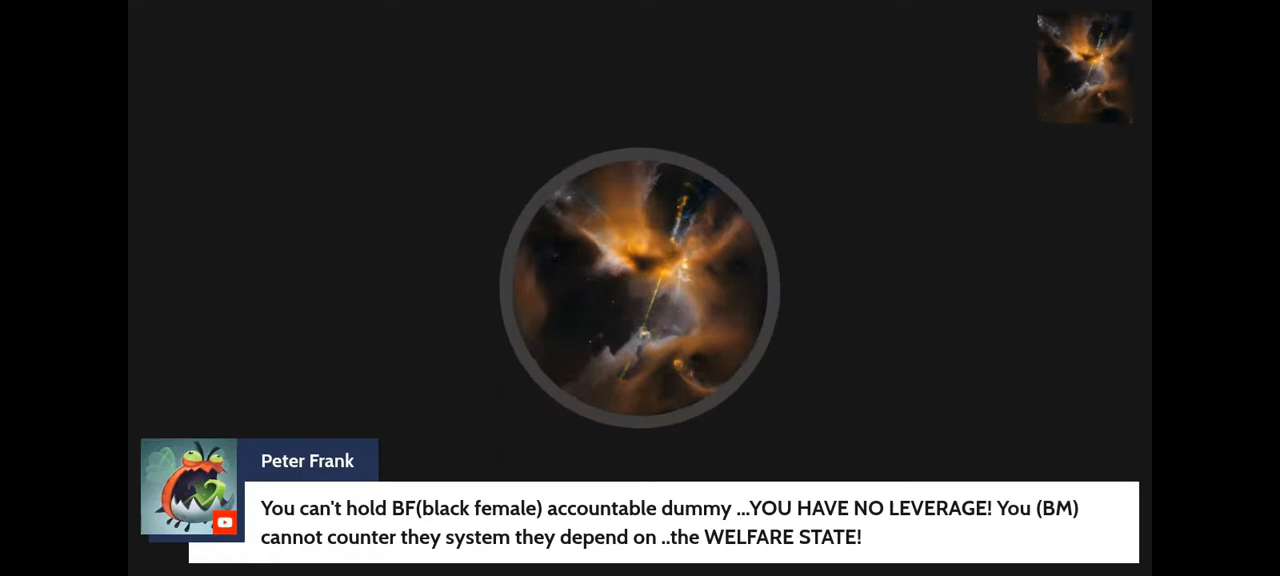 Peter Frank
You can't hold BF(black female) accountable dummy ...YOU HAVE NO LEVERAGE! You (BM)
cannot counter they system they depend on ..the WELFARE STATE!